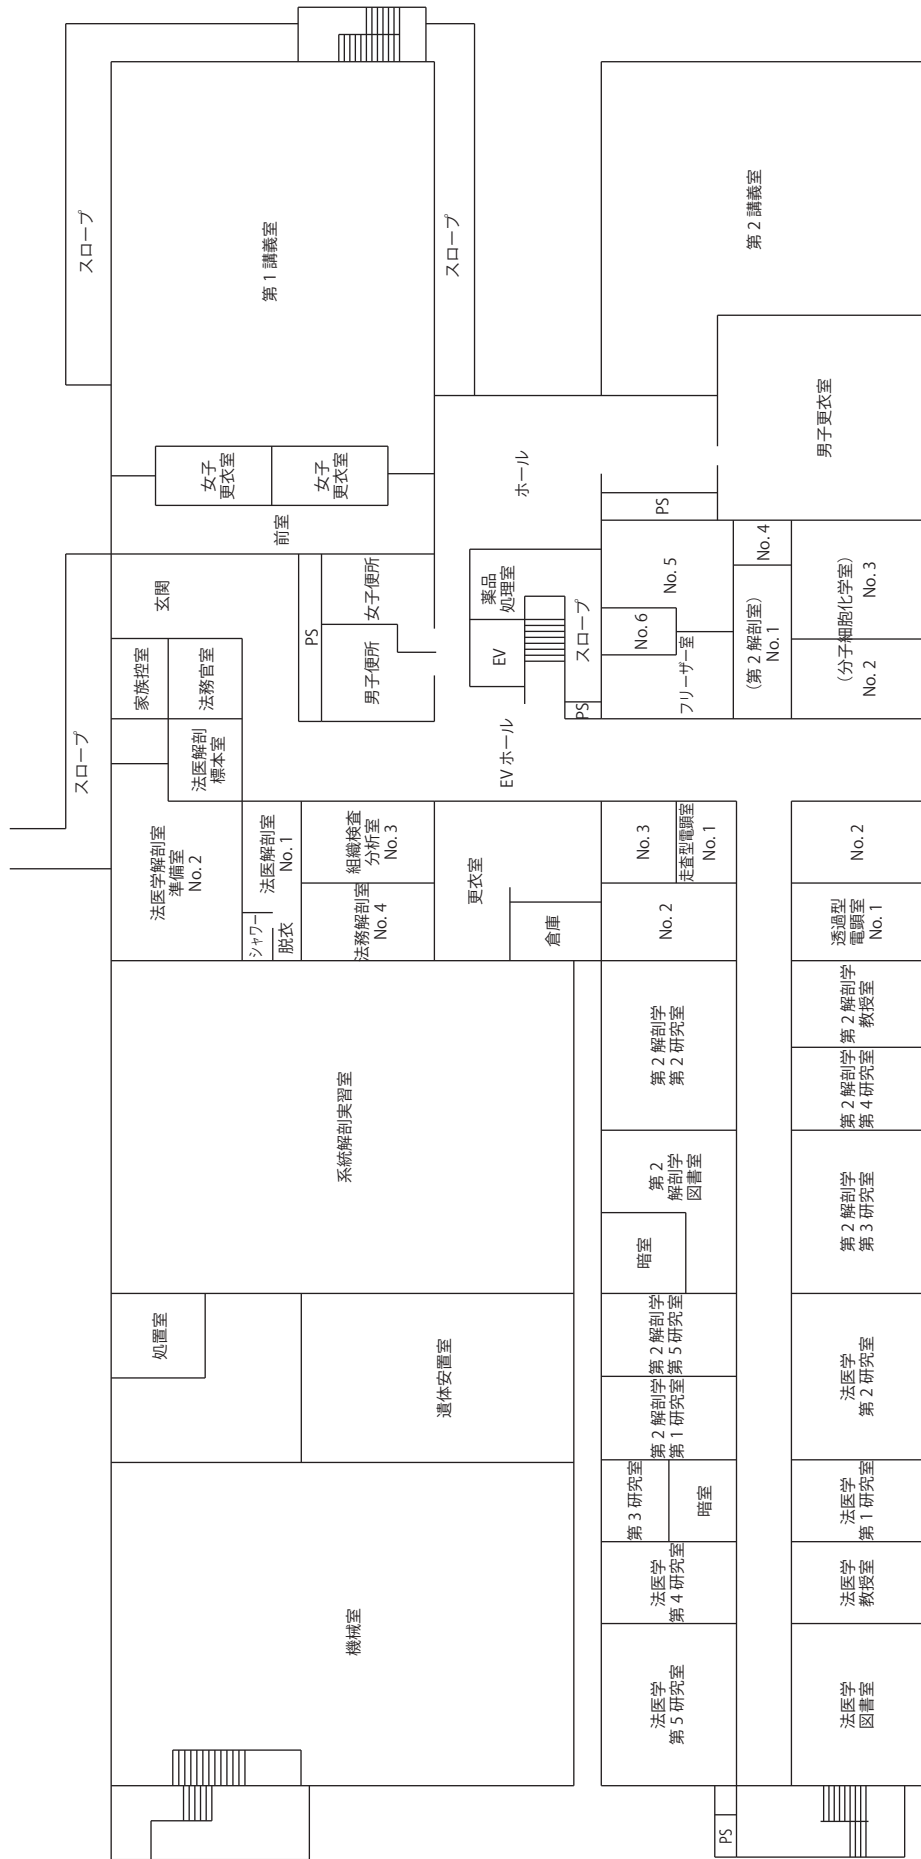 スロープ
第 1 講義室
スロープ
第 2 講義室
男子更衣室
女子
更衣室
女子
更衣室
前室
ホール
PS
玄関
PS
女子便所
男子便所
薬品
処理室
EV
スロープ
PS
No. 5
No. 6
フリーザー室
No. 4
（第 2 解剖室）
No. 1
（分子細胞化学室）
No. 3
No. 2
家族控室
法務官室
スロープ
法医解剖
標本室
EV ホール
法医学解剖室
準備室
No. 2
法医解剖室
No. 1
シャワー
脱衣
組織検査
分析室
No. 3
法務解剖室
No. 4
更衣室
倉庫
No. 3
走査型電顕室
No. 1
No. 2
No. 2
透過型
電顕室
No. 1
系統解剖実習室
第 2 解剖学
第 2 研究室
第 2 解剖学
教授室
第 2 解剖学
第 4 研究室
第 2
解剖学
図書室
暗室
第 2 解剖学
第 3 研究室
処置室
遺体安置室
第 2 解剖学
第 5 研究室
第 2 解剖学
第 1 研究室
法医学
第 2 研究室
機械室
第 3 研究室
暗室
法医学
第 1 研究室
法医学
第 4 研究室
法医学
教授室
法医学
第 5 研究室
法医学
図書室
PS